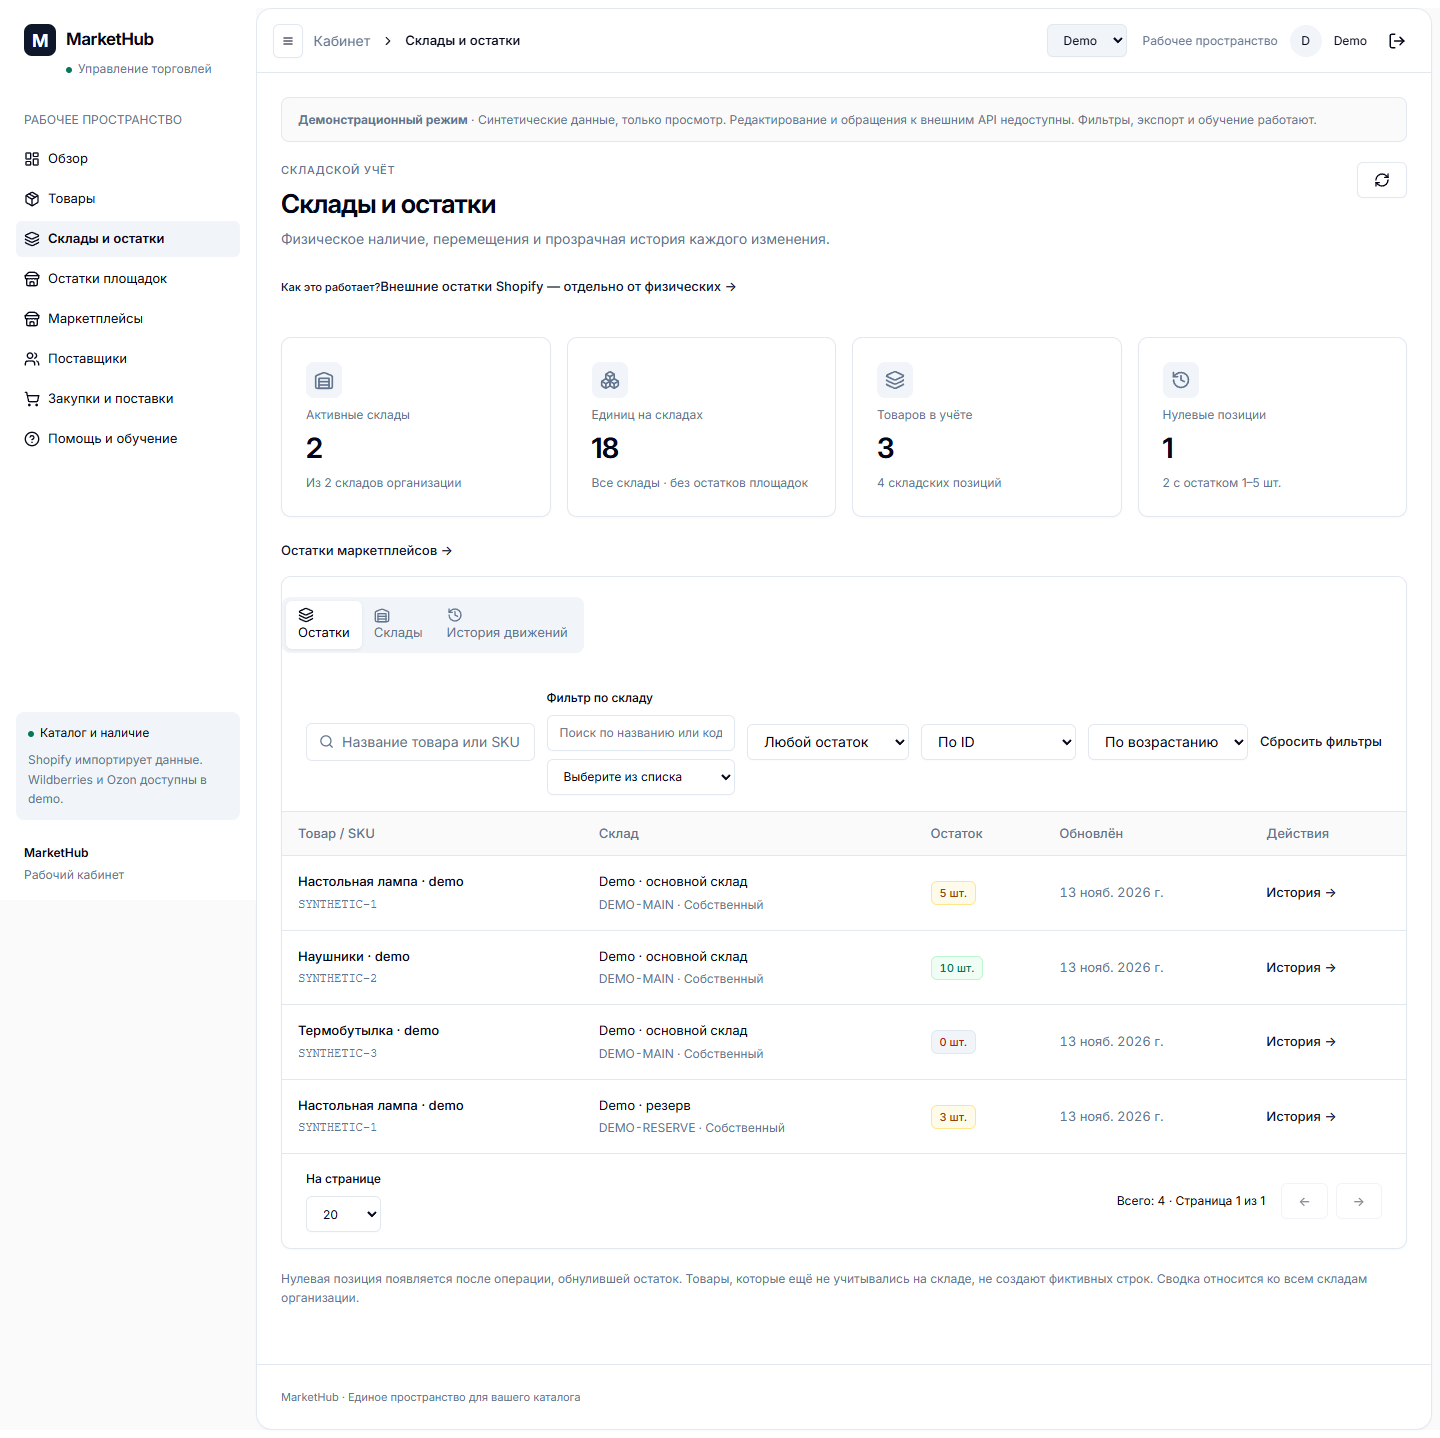 M MarketHub
Управление торговлей
РАБОЧЕЕ ПРОСТРАНСТВО
Обзор
Товары
Склады и остатки
Остатки площадок
Маркетплейсы
Поставщики
Закупки и поставки
Помощь и обучение
Каталог и наличие
Shopify импортирует данные.
Wildberries и Ozon доступны в
demo.
MarketHub
Рабочий кабинет
Кабинет > Склады и остатки
Demo Рабочее пространство D Demo
Демонстрационный режим · Синтетические данные, только просмотр. Редактирование и обращения к внешним API недоступны. Фильтры, экспорт и обучение работают.
СКЛАДСКОЙ УЧЁТ
Склады и остатки
Физическое наличие, перемещения и прозрачная история каждого изменения.
Как это работает?Внешние остатки Shopify — отдельно от физических →
Активные склады
2
Из 2 складов организации
Единиц на складах
18
Все склады · без остатков площадок
Товаров в учёте
3
4 складских позиций
Нулевые позиции
1
2 с остатком 1–5 шт.
Остатки маркетплейсов →
Остатки Склады История движений
Фильтр по складу
Название товара или SKU
Поиск по названию или код
Выберите из списка
Любой остаток По ID По возрастанию Сбросить фильтры
Товар / SKU Склад Остаток Обновлён Действия
Настольная лампа · demo Demo · основной склад 5 шт. 13 нояб. 2026 г. История →
SYNTHETIC-1 DEMO-MAIN · Собственный
Наушники · demo Demo · основной склад 10 шт. 13 нояб. 2026 г. История →
SYNTHETIC-2 DEMO-MAIN · Собственный
Термобутылка · demo Demo · основной склад 0 шт. 13 нояб. 2026 г. История →
SYNTHETIC-3 DEMO-MAIN · Собственный
Настольная лампа · demo Demo · резерв 3 шт. 13 нояб. 2026 г. История →
SYNTHETIC-1 DEMO-RESERVE · Собственный
На странице
20
Всего: 4 · Страница 1 из 1 ← →
Нулевая позиция появляется после операции, обнулившей остаток. Товары, которые ещё не учитывались на складе, не создают фиктивных строк. Сводка относится ко всем складам
организации.
MarketHub · Единое пространство для вашего каталога